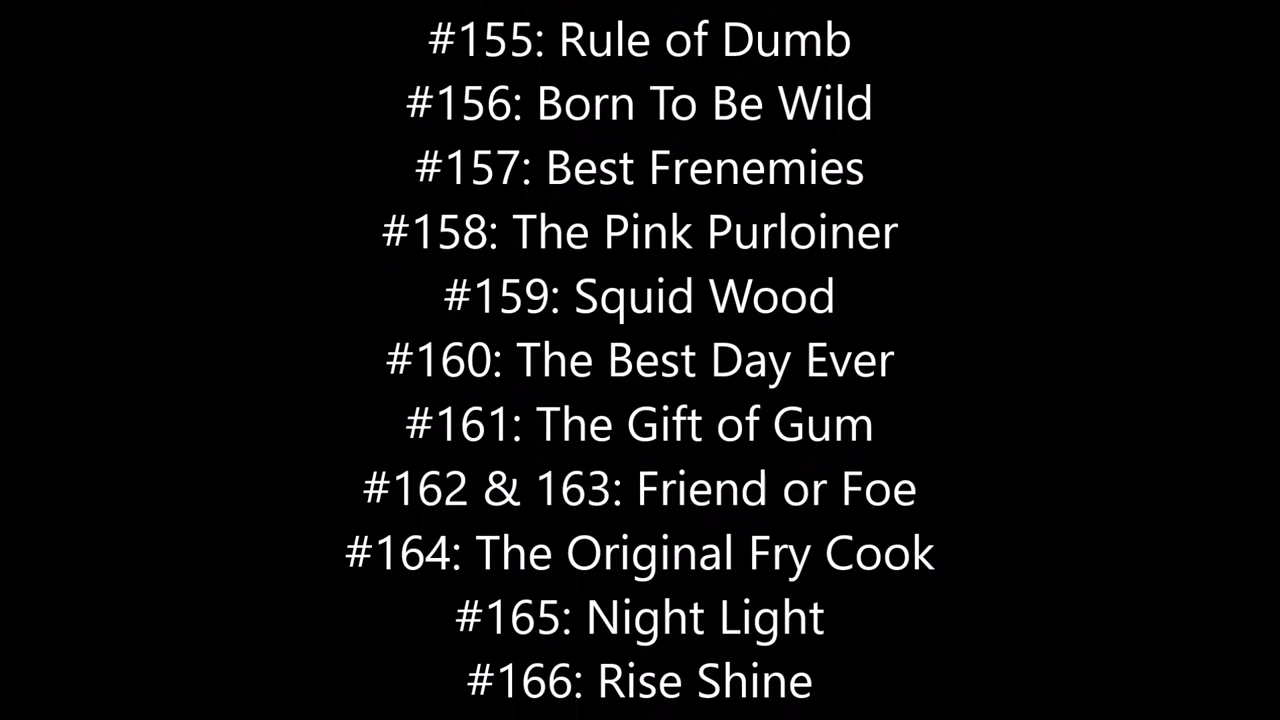 #155: Rule of Dumb
#156: Born To Be Wild
#157: Best Frenemies
#158: The Pink Purloiner
#159: Squid Wood
#160: The Best Day Ever
#161: The Gift of Gum
#162 & 163: Friend or Foe
#164: The Original Fry Cook
#165: Night Light
#166: Rise Shine